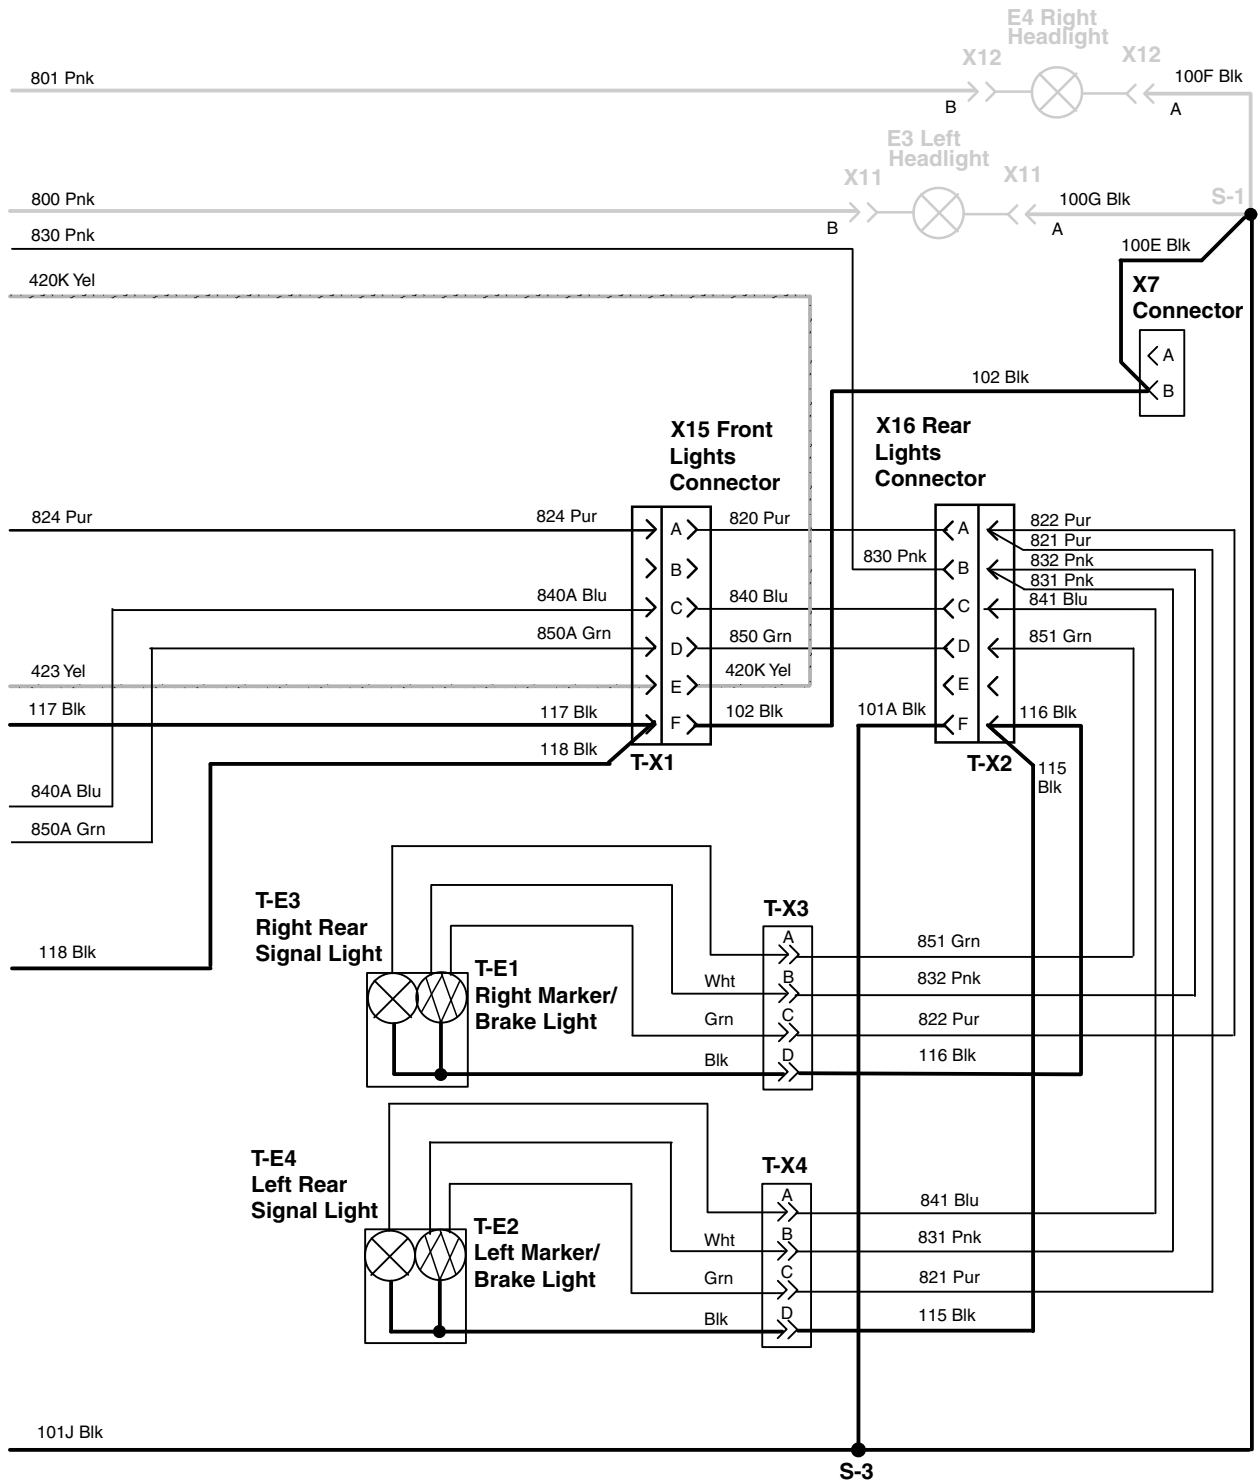 E4 Right
Headlight
X12
X12
801 Pnk
100F Blk
B
A
E3 Left
Headlight
X11
X11
800 Pnk
100G Blk
S-1
B
A
830 Pnk
100E Blk
420K Yel
X7
Connector
A
B
102 Blk
X15 Front
Lights
Connector
X16 Rear
Lights
Connector
824 Pur
824 Pur
A
820 Pur
A
822 Pur
821 Pur
B
830 Pnk
B
832 Pnk
831 Pnk
840A Blu
C
840 Blu
C
841 Blu
850A Grn
D
850 Grn
D
851 Grn
423 Yel
E
420K Yel
E
117 Blk
117 Blk
F
102 Blk
101A Blk
F
116 Blk
118 Blk
T-X1
T-X2
115
Blk
840A Blu
850A Grn
T-E3
Right Rear
Signal Light
T-X3
118 Blk
A
851 Grn
T-E1
Right Marker/
Brake Light
Wht
B
832 Pnk
Grn
C
822 Pur
Blk
D
116 Blk
T-E4
Left Rear
Signal Light
T-X4
A
841 Blu
T-E2
Left Marker/
Brake Light
Wht
B
831 Pnk
Grn
C
821 Pur
Blk
D
115 Blk
101J Blk
S-3